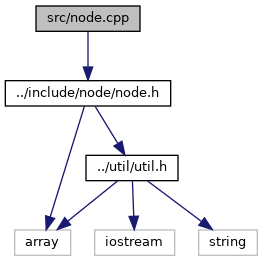 src/node.cpp
../include/node/node.h
../util/util.h
array
iostream
string